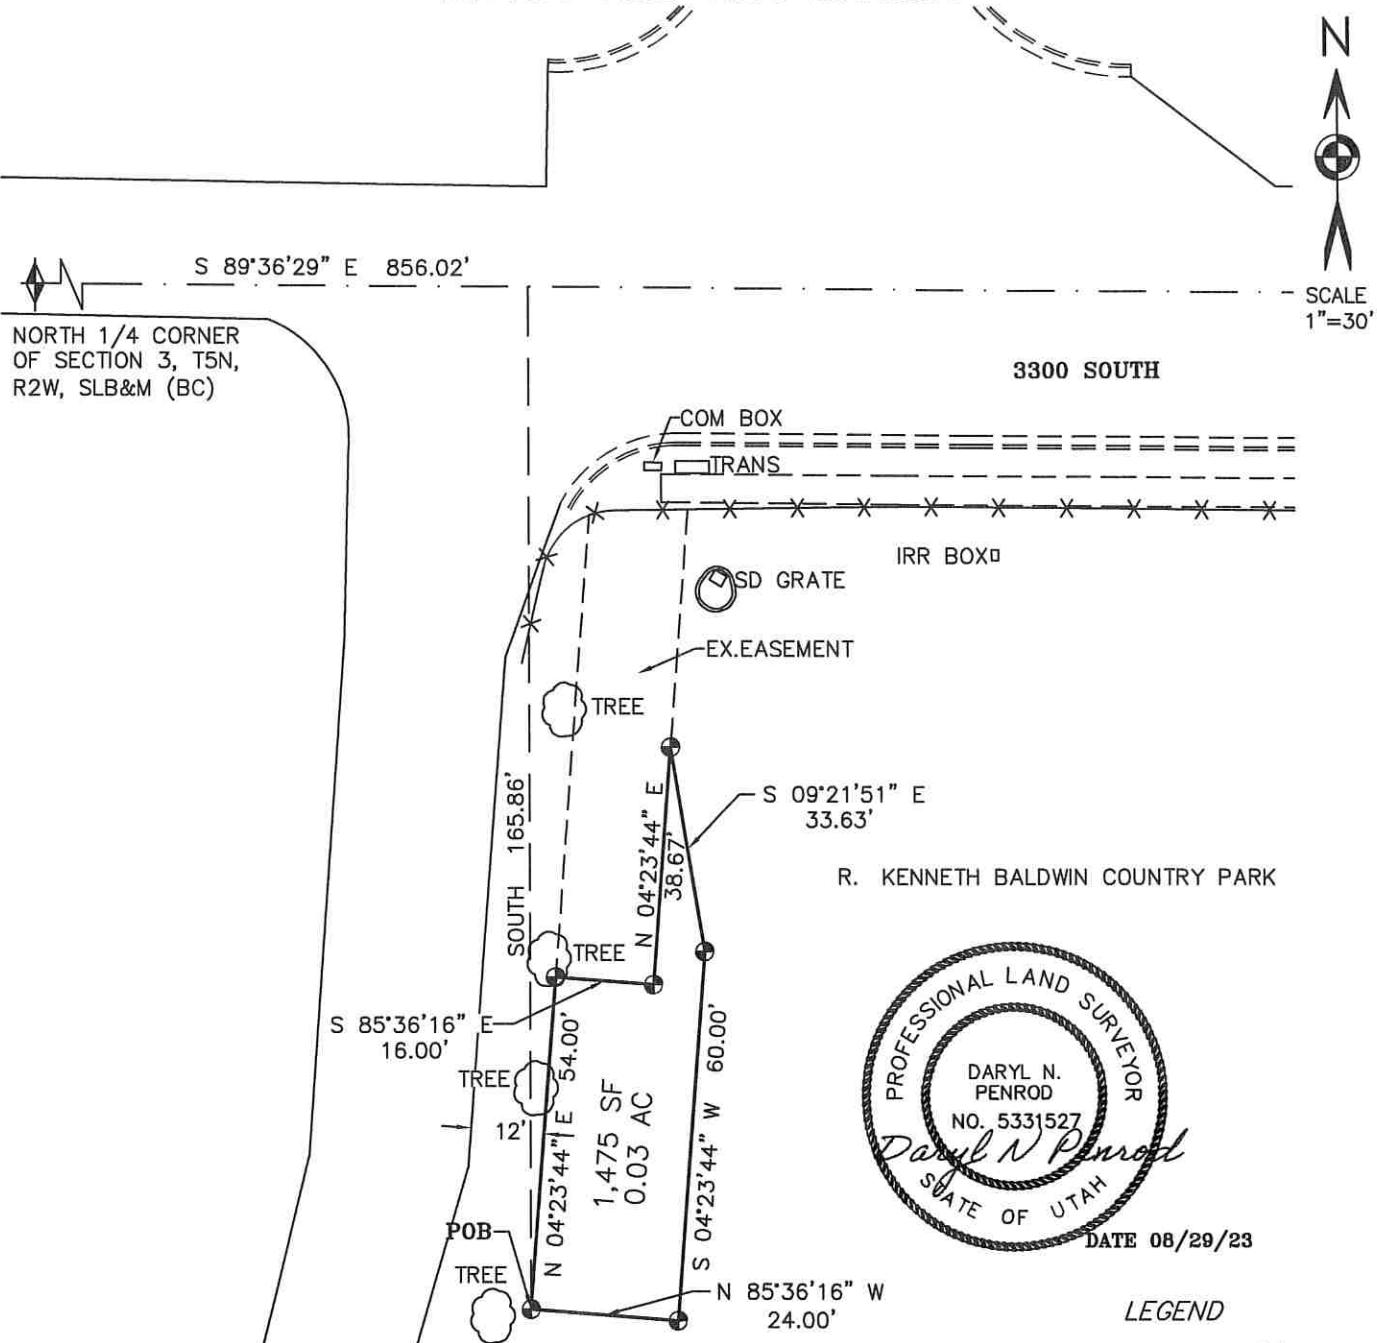 N
SCALE
1"=30'
S 89°36'29" E 856.02'
NORTH 1/4 CORNER
OF SECTION 3, T5N,
R2W, SLB&M (BC)
3300 SOUTH
COM BOX
TRANS
IRR BOX
SD GRATE
EX.EASEMENT
TREE
SOUTH 165.86'
N 04°23'44" E
38.67'
S 09°21'51" E
33.63'
R. KENNETH BALDWIN COUNTRY PARK
TREE
S 85°36'16" E
16.00'
TREE
12'
N 04°23'44" E 54.00'
1,475 SF
0.03 AC
S 04°23'44" W 60.00'
PROFESSIONAL LAND SURVEYOR
DARYL N.
PENROD
NO. 5331527
Daryl N Penrod
STATE OF UTAH
DATE 08/29/23
POB
TREE
N 85°36'16" W
24.00'
LEGEND